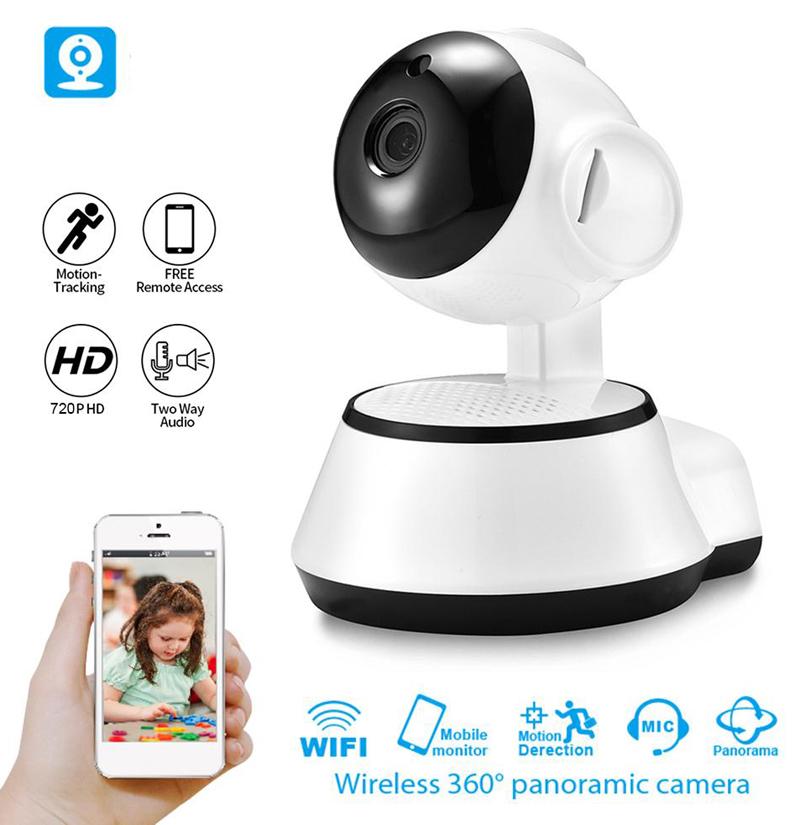 Motion-
Tracking
FREE
Remote Access
HD
720P HD
Two Way
Audio
WIFI
Mobile
monitor
Motion
Derection
MIC
Panorama
Wireless 360° panoramic camera